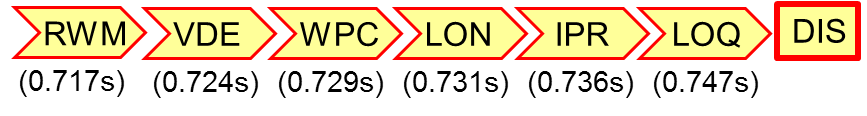 RWM VDE WPC LON IPR LOQ DIS
(0.717s) (0.724s) (0.729s) (0.731s) (0.736s) (0.747s)